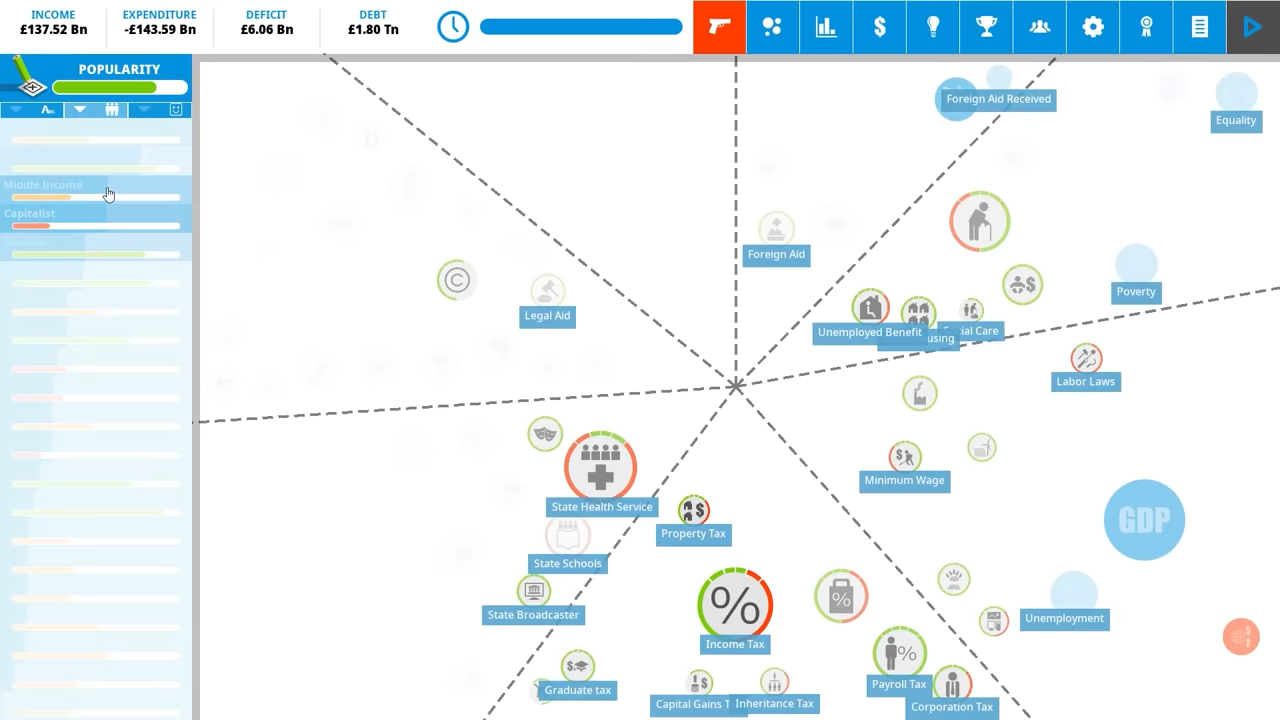 INCOME
£137.52 Bn
EXPENDITURE
-£143.59 Bn
DEFICIT
£6.06 Bn
DEBT
£1.80 Tn
POPULARITY
Middle Income
Capitalist
Foreign Aid Received
Equality
Foreign Aid
Poverty
Legal Aid
Unemployed Benefit
Labor Laws
Minimum Wage
GDP
State Health Service
Property Tax
State Schools
State Broadcaster
Unemployment
Income Tax
Graduate tax
Payroll Tax
Capital Gains T
Inheritance Tax
Corporation Tax